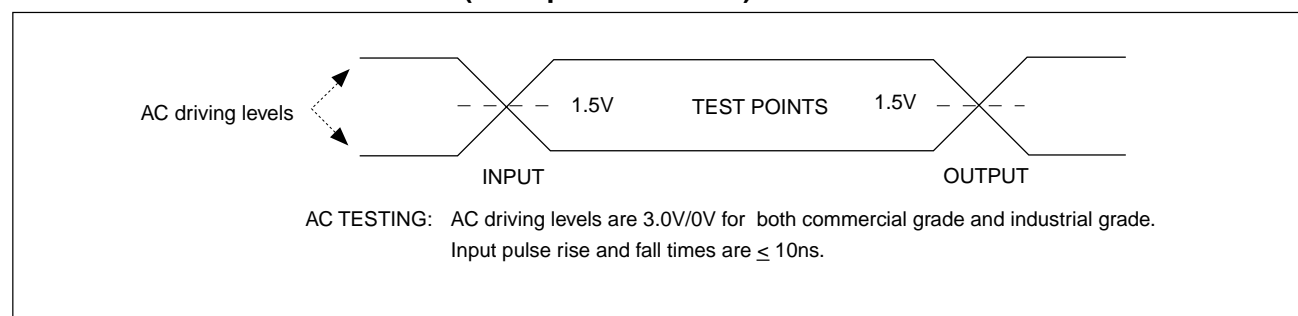 AC driving levels
1.5V
TEST POINTS
1.5V
INPUT
OUTPUT
AC TESTING: AC driving levels are 3.0V/0V for both commercial grade and industrial grade.
Input pulse rise and fall times are ≤ 10ns.